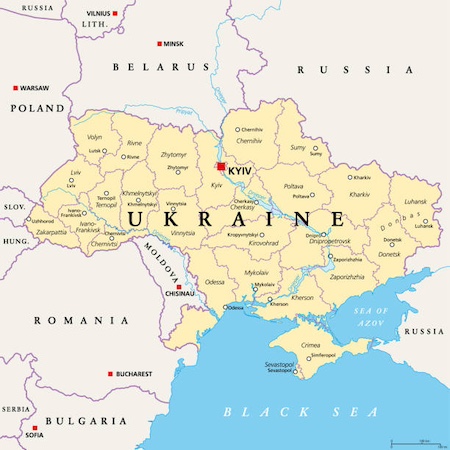 RUSSIA
VILNIUS
LITH.
MINSK
BELARUS
RUSSIA
WARSAW
POLAND
Pripyat
Chernihiv
Chernihiv
Volyn
Rivne
Lutsk
Rivne
Zhytomyr
Zhytomyr
Sumy
Sumy
KYIV
Kyiv
Lviv
Lviv
Ternopil
Ternopil
Khmelnytskyi
Khmelnytskyi
Vinnytsia
Vinnytsia
Cherkasy
Cherkasy
Poltava
Poltava
Kharkiv
Kharkiv
SLOV.
Uzhhorod
Zakarpattia
Ivano-
Frankivsk
Ivano-
Frankivsk
Chernivtsi
UKRAINE
Kropyvnytskyi
Kirovohrad
Dnipro
Dnipropetrovsk
Donbas
Luhansk
Luhansk
Donetsk
Donetsk
HUNG.
MOLDOVA
CHISINAU
Zaporizhzhia
Zaporizhzhia
Odessa
Odesa
Mykolaiv
Mykolaiv
Kherson
Kherson
ROMANIA
SEA OF
AZOV
RUSSIA
Crimea
Simferopol
Sevastopol
Sevastopol
BUCHAREST
SERBIA
BULGARIA
SOFIA
BLACK SEA